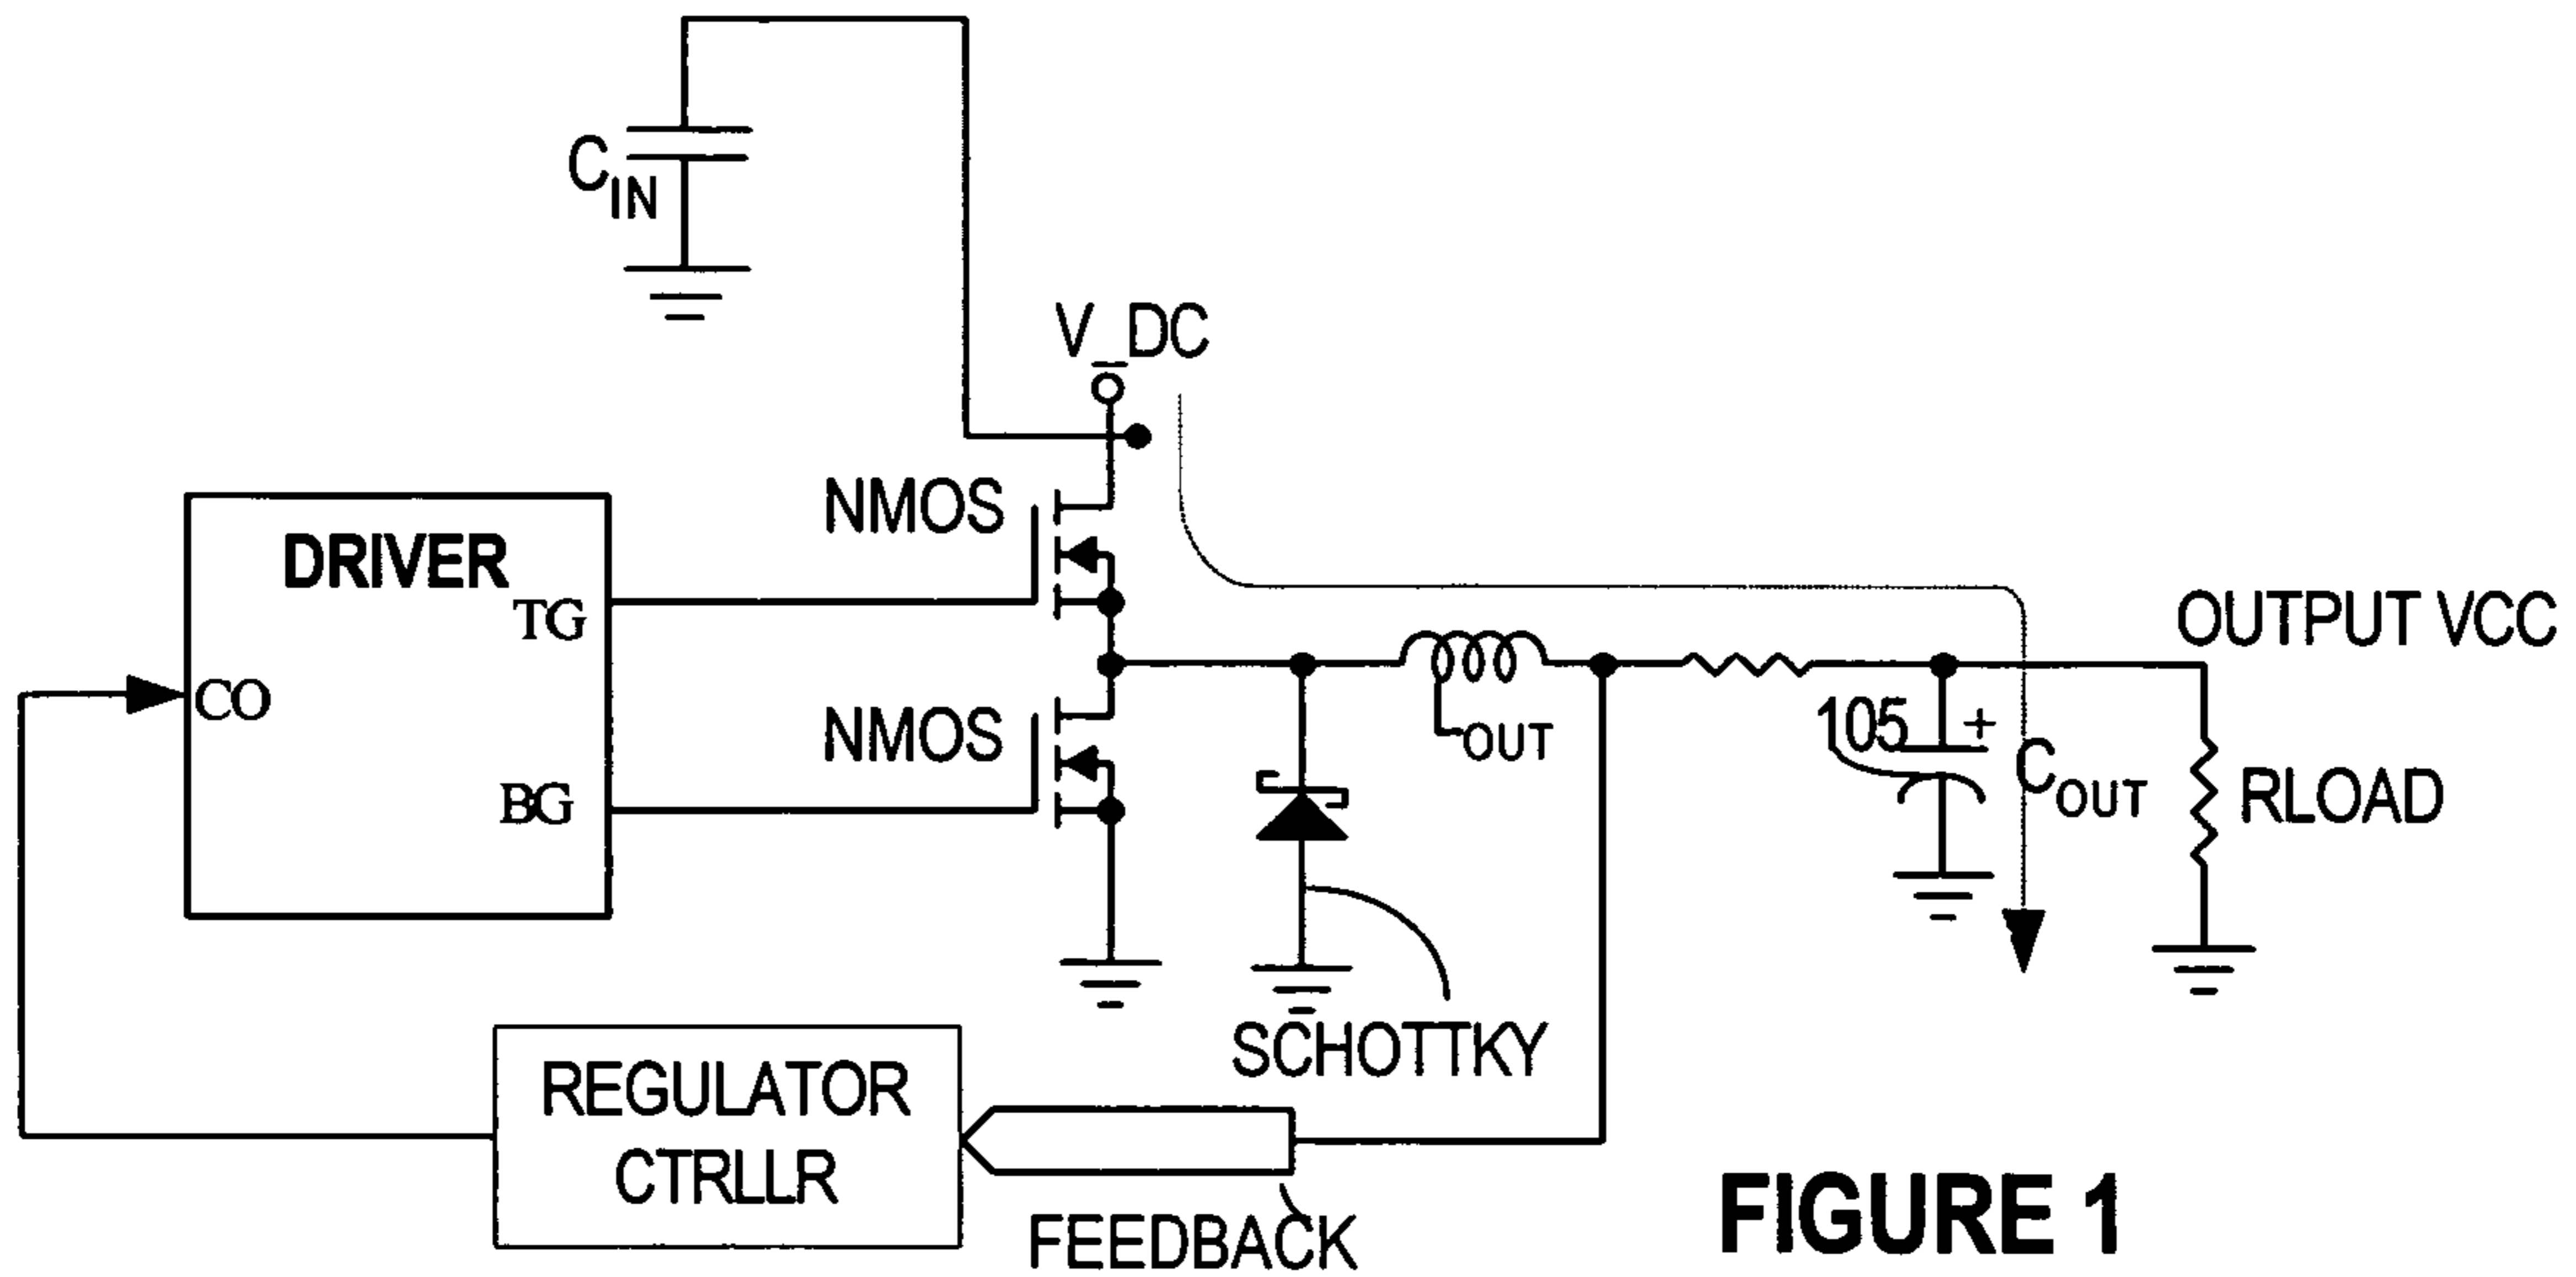 C_IN
V_DC
NMOS
DRIVER
TG
OUTPUT VCC
CO
NMOS
OUT
105
+
C_OUT
RLOAD
BG
SCHOTTKY
REGULATOR
CTRLLR
FEEDBACK
FIGURE 1